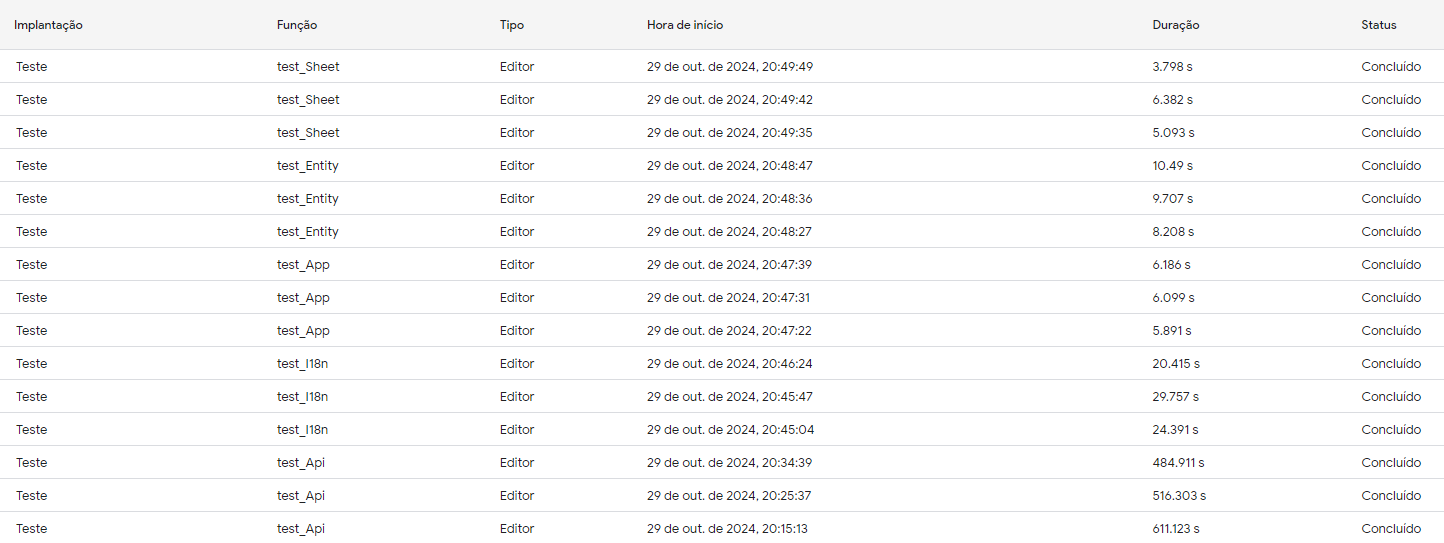 Implantação Função Tipo Hora de início Duração Status
Teste test_Sheet Editor 29 de out. de 2024, 20:49:49 3.798 s Concluído
Teste test_Sheet Editor 29 de out. de 2024, 20:49:42 6.382 s Concluído
Teste test_Sheet Editor 29 de out. de 2024, 20:49:35 5.093 s Concluído
Teste test_Entity Editor 29 de out. de 2024, 20:48:47 10.49 s Concluído
Teste test_Entity Editor 29 de out. de 2024, 20:48:36 9.707 s Concluído
Teste test_Entity Editor 29 de out. de 2024, 20:48:27 8.208 s Concluído
Teste test_App Editor 29 de out. de 2024, 20:47:39 6.186 s Concluído
Teste test_App Editor 29 de out. de 2024, 20:47:31 6.099 s Concluído
Teste test_App Editor 29 de out. de 2024, 20:47:22 5.891 s Concluído
Teste test_I18n Editor 29 de out. de 2024, 20:46:24 20.415 s Concluído
Teste test_I18n Editor 29 de out. de 2024, 20:45:47 29.757 s Concluído
Teste test_I18n Editor 29 de out. de 2024, 20:45:04 24.391 s Concluído
Teste test_Api Editor 29 de out. de 2024, 20:34:39 484.911 s Concluído
Teste test_Api Editor 29 de out. de 2024, 20:25:37 516.303 s Concluído
Teste test_Api Editor 29 de out. de 2024, 20:15:13 611.123 s Concluído